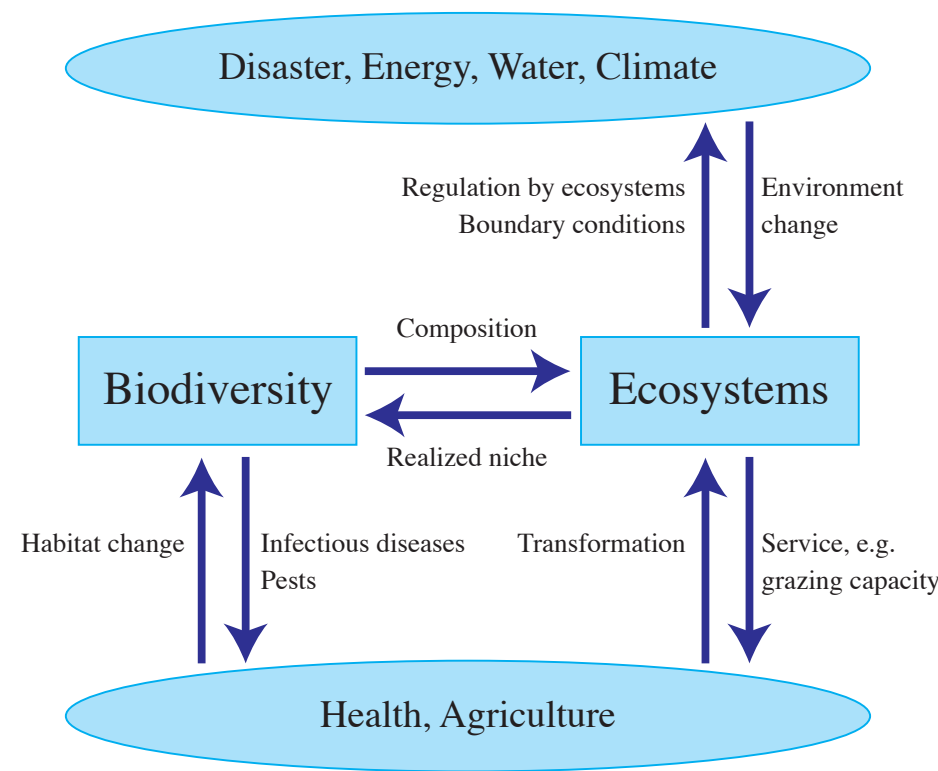 Disaster, Energy, Water, Climate
Regulation by ecosystems
Boundary conditions
Environment
change
Composition
Biodiversity
Ecosystems
Realized niche
Habitat change
Infectious diseases
Pests
Transformation
Service, e.g.
grazing capacity
Health, Agriculture